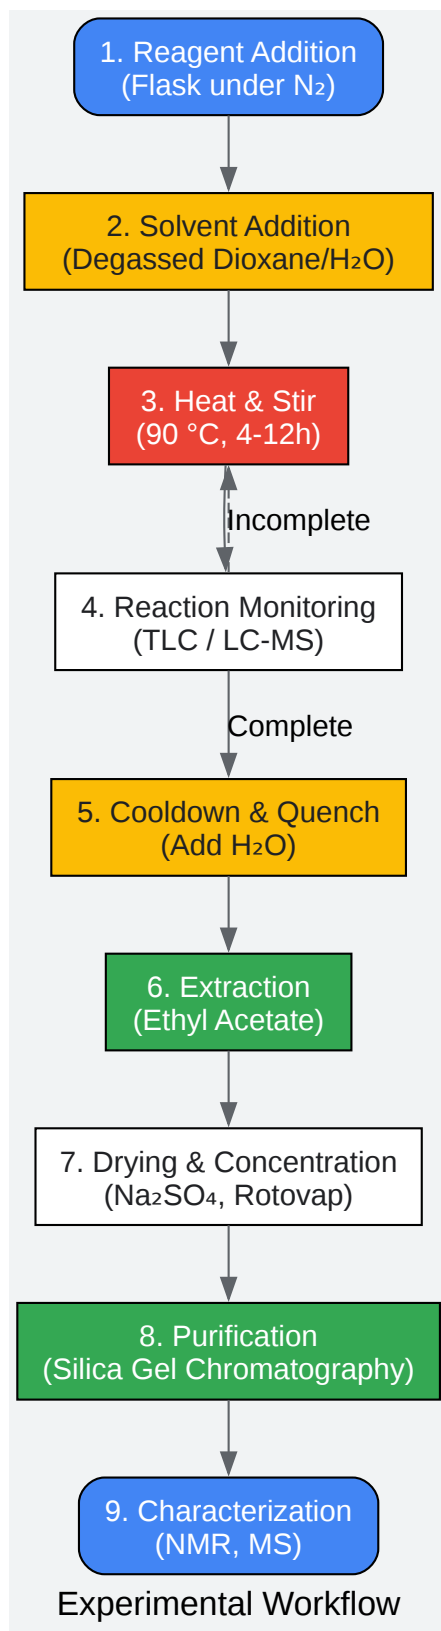 1. Reagent Addition
(Flask under N₂)
2. Solvent Addition
(Degassed Dioxane/H₂O)
3. Heat & Stir
(90 °C, 4-12h)
Incomplete
4. Reaction Monitoring
(TLC / LC-MS)
Complete
5. Cooldown & Quench
(Add H₂O)
6. Extraction
(Ethyl Acetate)
7. Drying & Concentration
(Na₂SO₄, Rotovap)
8. Purification
(Silica Gel Chromatography)
9. Characterization
(NMR, MS)
Experimental Workflow